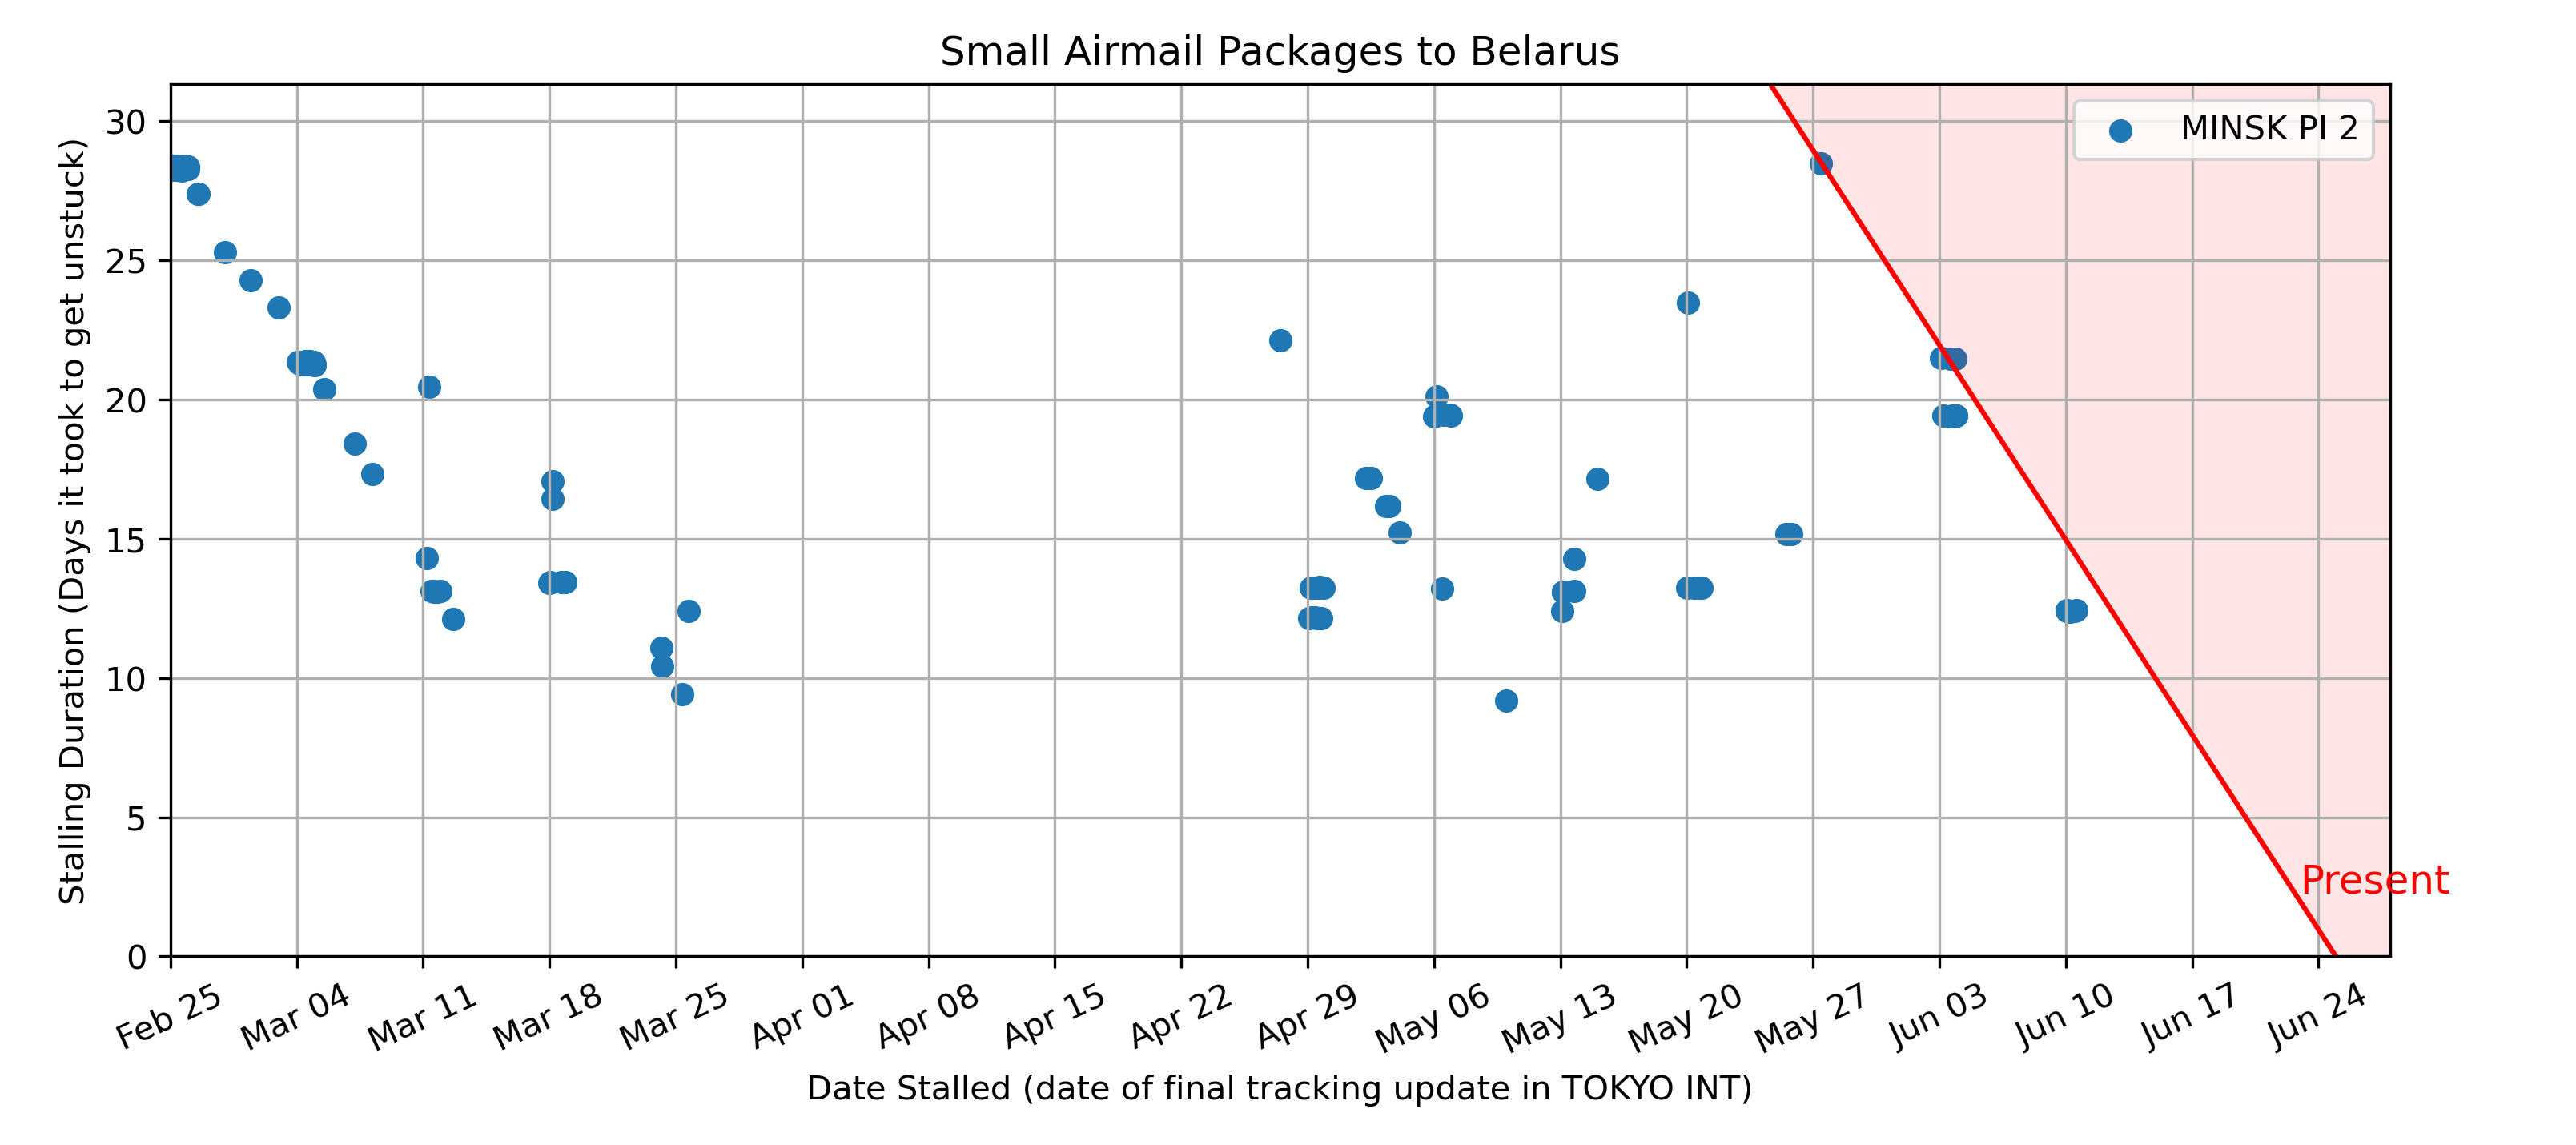 Small Airmail Packages to Belarus
MINSK PI 2
Stalling Duration (Days it took to get unstuck)
30
25
20
15
10
5
0
Present
Feb 25
Mar 04
Mar 11
Mar 18
Mar 25
Apr 01
Apr 08
Apr 15
Apr 22
Apr 29
May 06
May 13
May 20
May 27
Jun 03
Jun 10
Jun 17
Jun 24
Date Stalled (date of final tracking update in TOKYO INT)